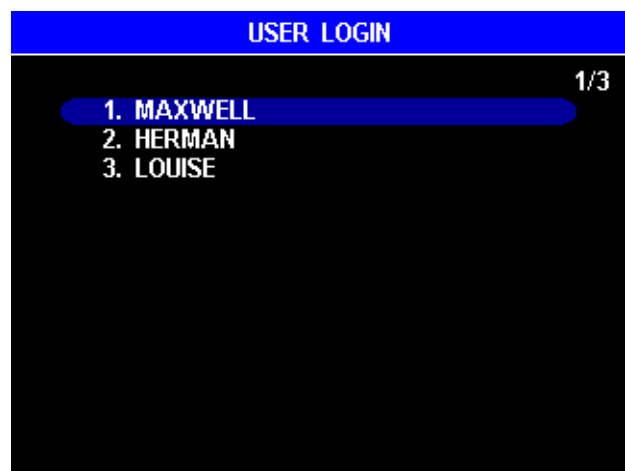 USER LOGIN
1/3
1. MAXWELL
2. HERMAN
3. LOUISE